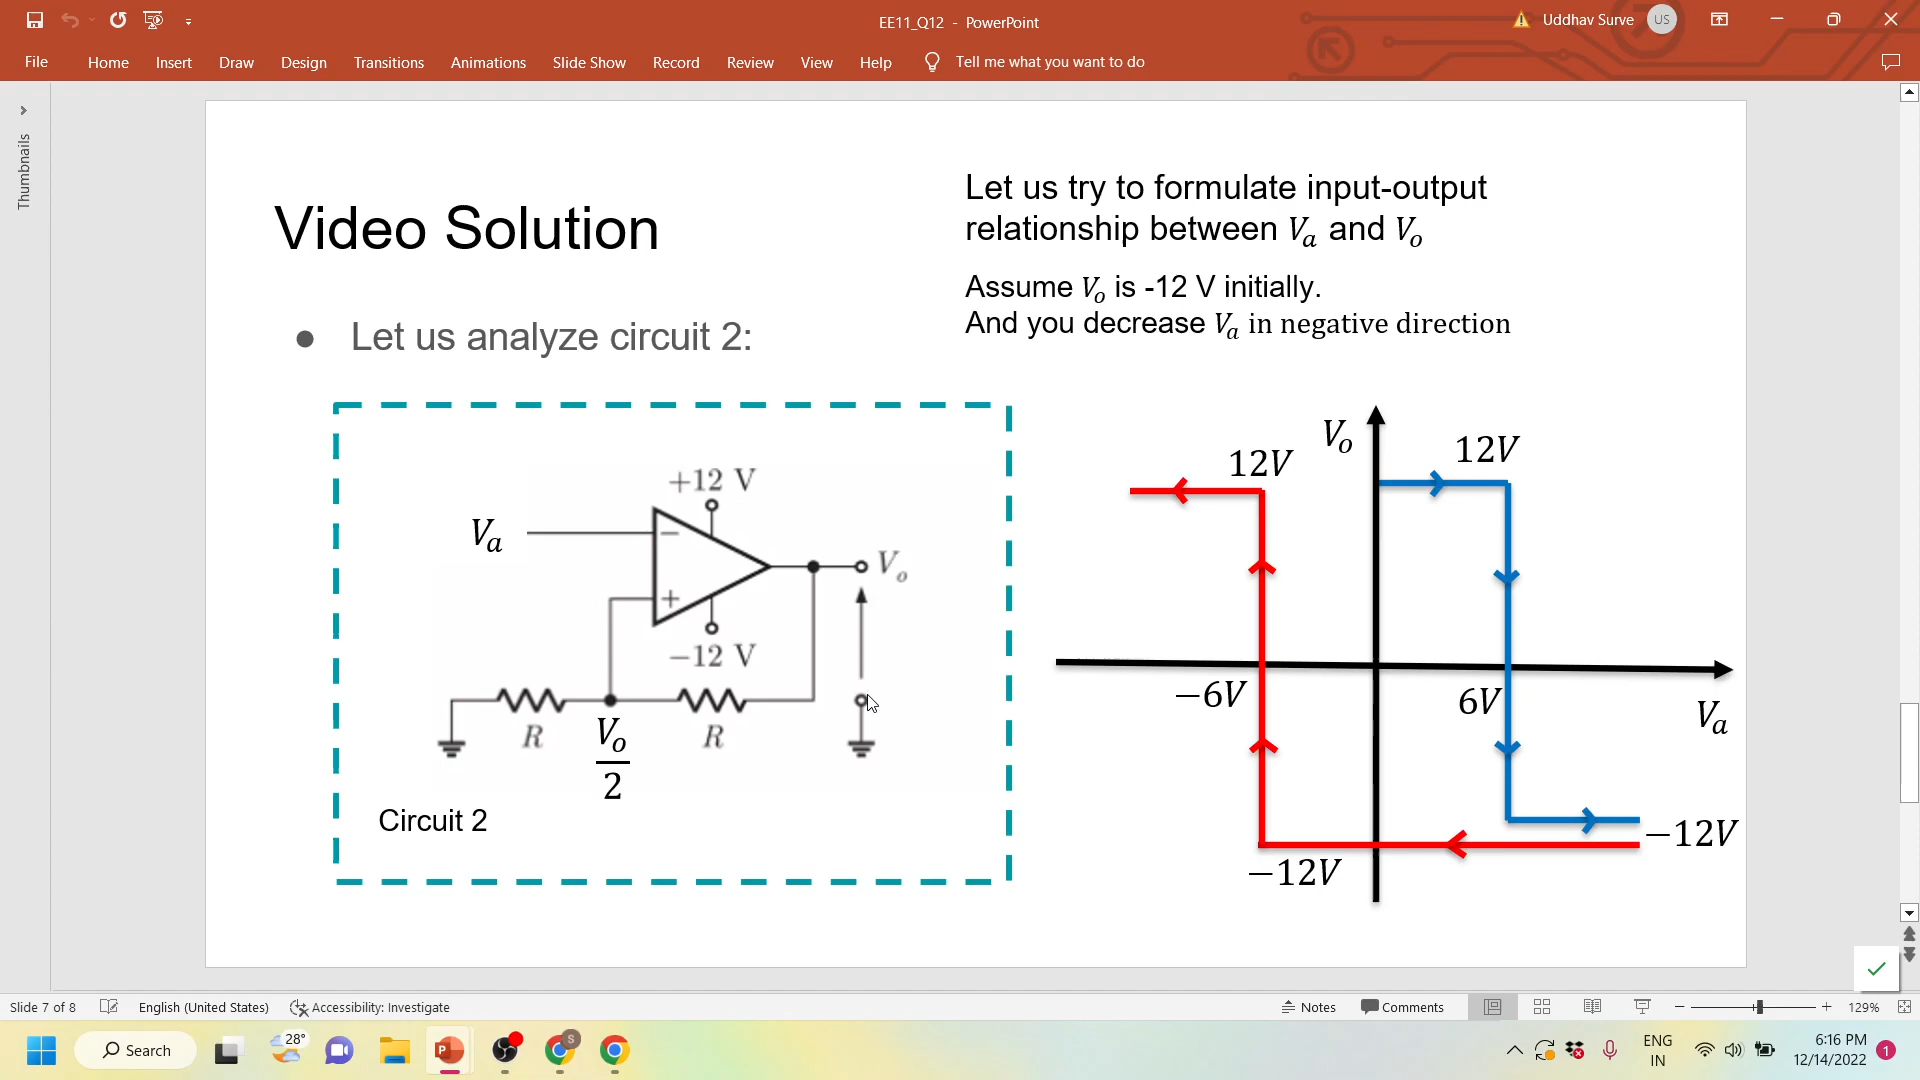 EE11_Q12 - PowerPoint
Uddhav Surve
US
File Home Insert Draw Design Transitions Animations Slide Show Record Review View Help Tell me what you want to do
Thumbnails
Video Solution
Let us try to formulate input-output
relationship between Va and Vo
Assume Vo is -12 V initially.
And you decrease Va in negative direction
● Let us analyze circuit 2:
+12 V
Va
−
+
Vo
−12 V
R
Vo/2
R
Circuit 2
Vo
12V
12V
−6V
6V
Va
−12V
−12V
Slide 7 of 8 English (United States) Accessibility: Investigate Notes Comments − + 129%
Search
28°
S
P
ENG
IN
6:16 PM
12/14/2022
1